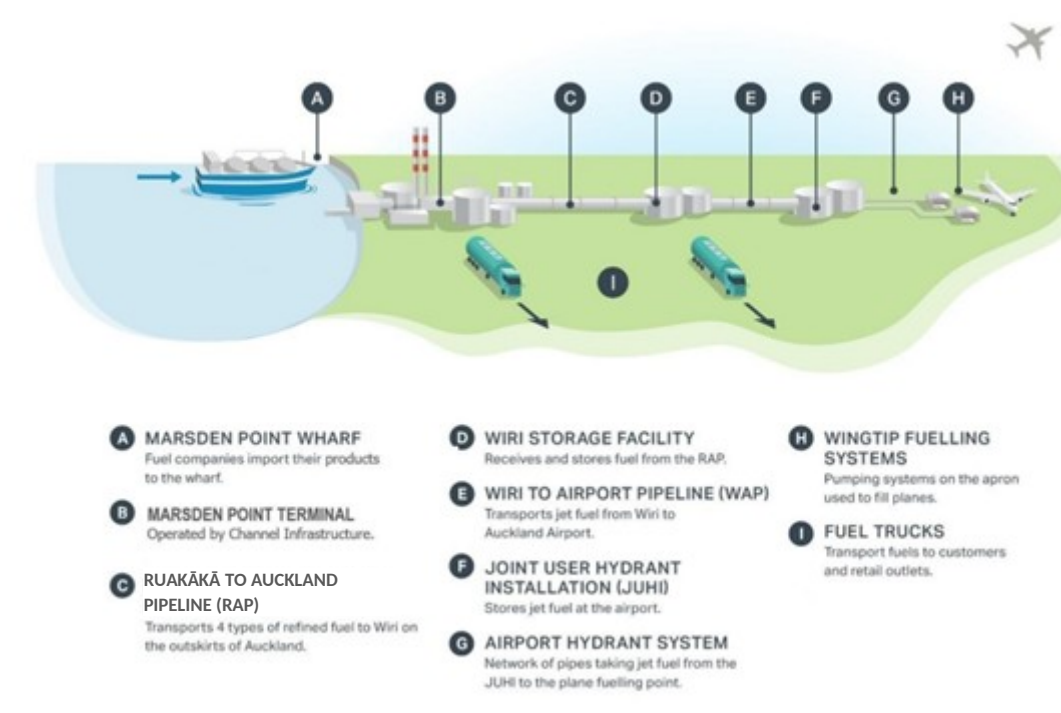 A B C D E F G H
I
A MARSDEN POINT WHARF
Fuel companies import their products
to the wharf.
B MARSDEN POINT TERMINAL
Operated by Channel Infrastructure.
C RUAKĀKĀ TO AUCKLAND
PIPELINE (RAP)
Transports 4 types of refined fuel to Wiri on
the outskirts of Auckland.
D WIRI STORAGE FACILITY
Receives and stores fuel from the RAP.
E WIRI TO AIRPORT PIPELINE (WAP)
Transports jet fuel from Wiri to
Auckland Airport.
F JOINT USER HYDRANT
INSTALLATION (JUHI)
Stores jet fuel at the airport.
G AIRPORT HYDRANT SYSTEM
Network of pipes taking jet fuel from the
JUHI to the plane fuelling point.
H WINGTIP FUELLING
SYSTEMS
Pumping systems on the apron
used to fill planes.
I FUEL TRUCKS
Transport fuels to customers
and retail outlets.